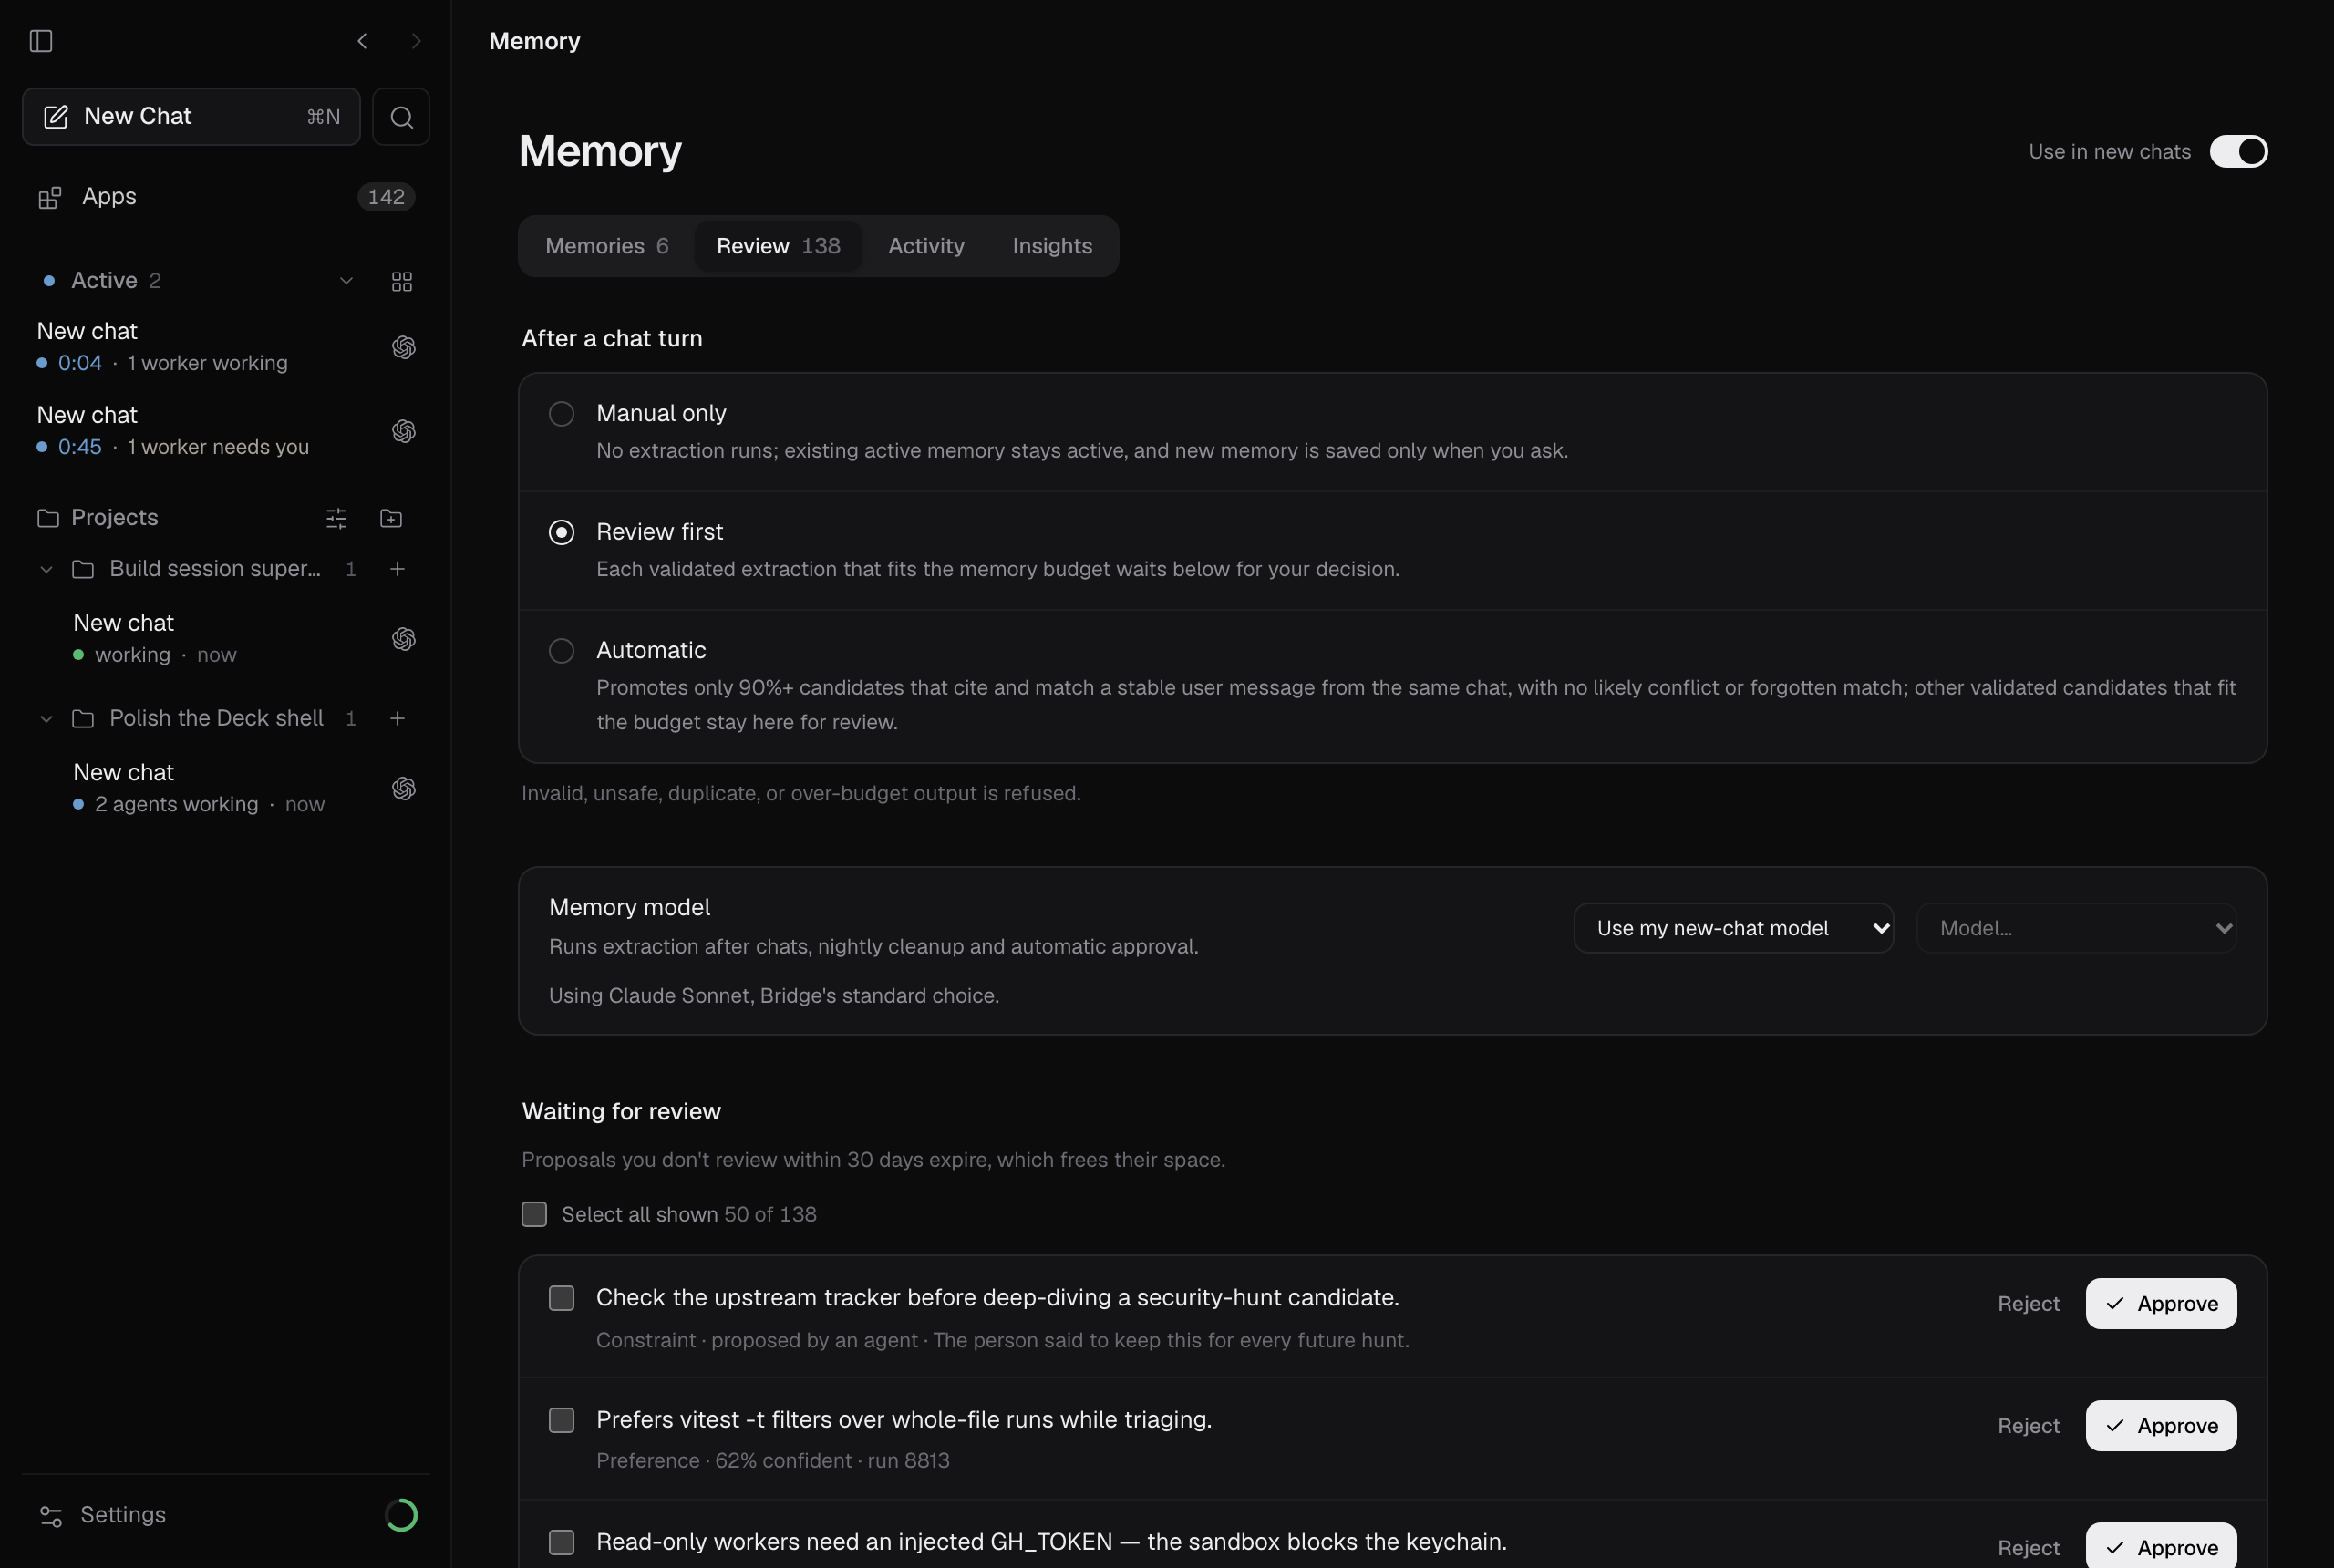 Memory
New Chat ⌘N
Apps 142
Active 2
New chat
0:04 · 1 worker working
New chat
0:45 · 1 worker needs you
Projects
Build session super... 1
New chat
working · now
Polish the Deck shell 1
New chat
2 agents working · now
Settings
Memory
Use in new chats
Memories 6 Review 138 Activity Insights
After a chat turn
Manual only
No extraction runs; existing active memory stays active, and new memory is saved only when you ask.
Review first
Each validated extraction that fits the memory budget waits below for your decision.
Automatic
Promotes only 90%+ candidates that cite and match a stable user message from the same chat, with no likely conflict or forgotten match; other validated candidates that fit
the budget stay here for review.
Invalid, unsafe, duplicate, or over-budget output is refused.
Memory model
Runs extraction after chats, nightly cleanup and automatic approval.
Use my new-chat model
Model...
Using Claude Sonnet, Bridge's standard choice.
Waiting for review
Proposals you don't review within 30 days expire, which frees their space.
Select all shown 50 of 138
Check the upstream tracker before deep-diving a security-hunt candidate.
Constraint · proposed by an agent · The person said to keep this for every future hunt.
Reject Approve
Prefers vitest -t filters over whole-file runs while triaging.
Preference · 62% confident · run 8813
Reject Approve
Read-only workers need an injected GH_TOKEN — the sandbox blocks the keychain.
Reject Approve